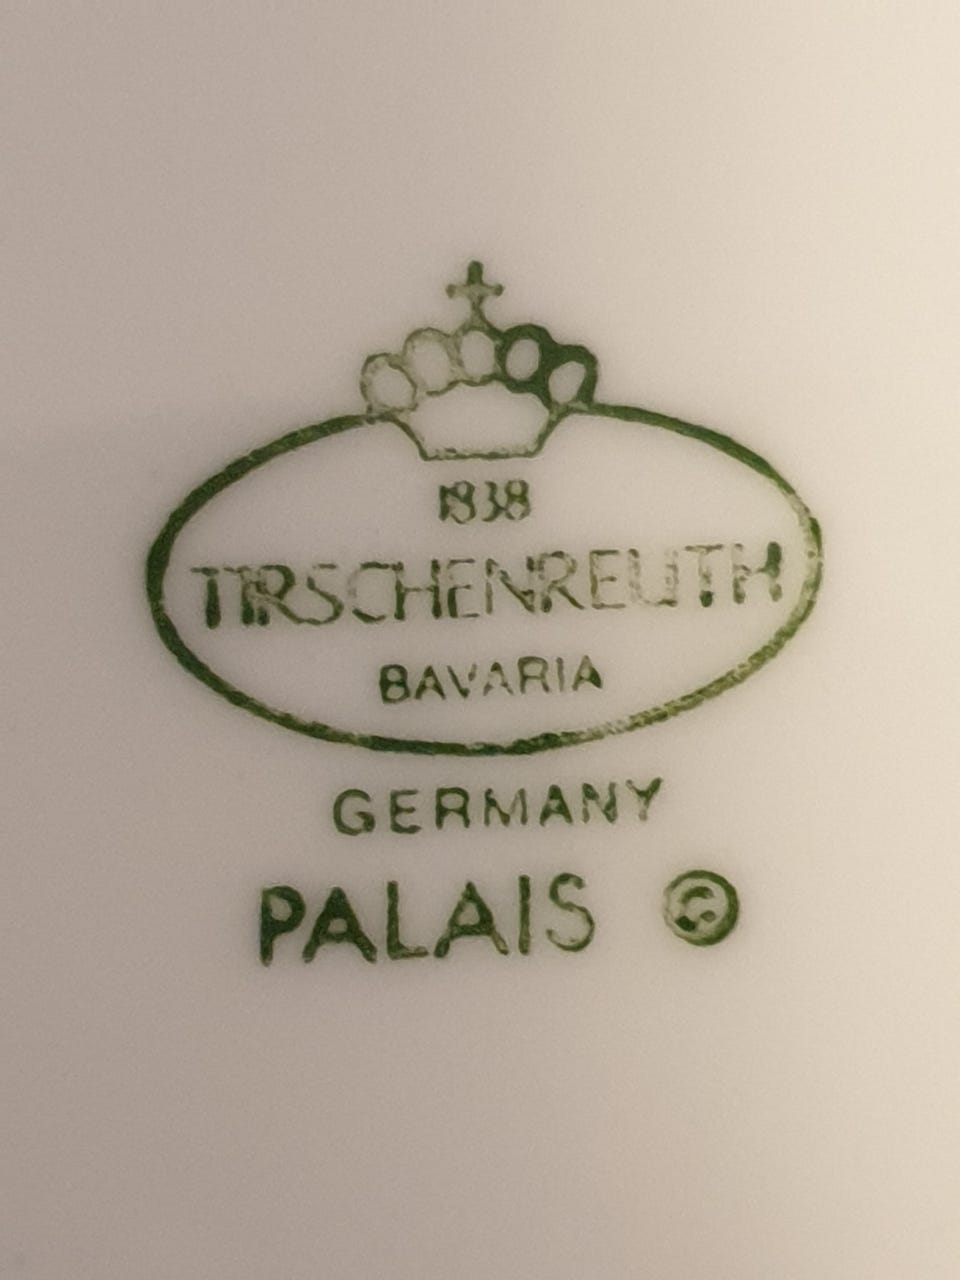 1838
TIRSCHENREUTH
BAVARIA
GERMANY
PALAIS ©